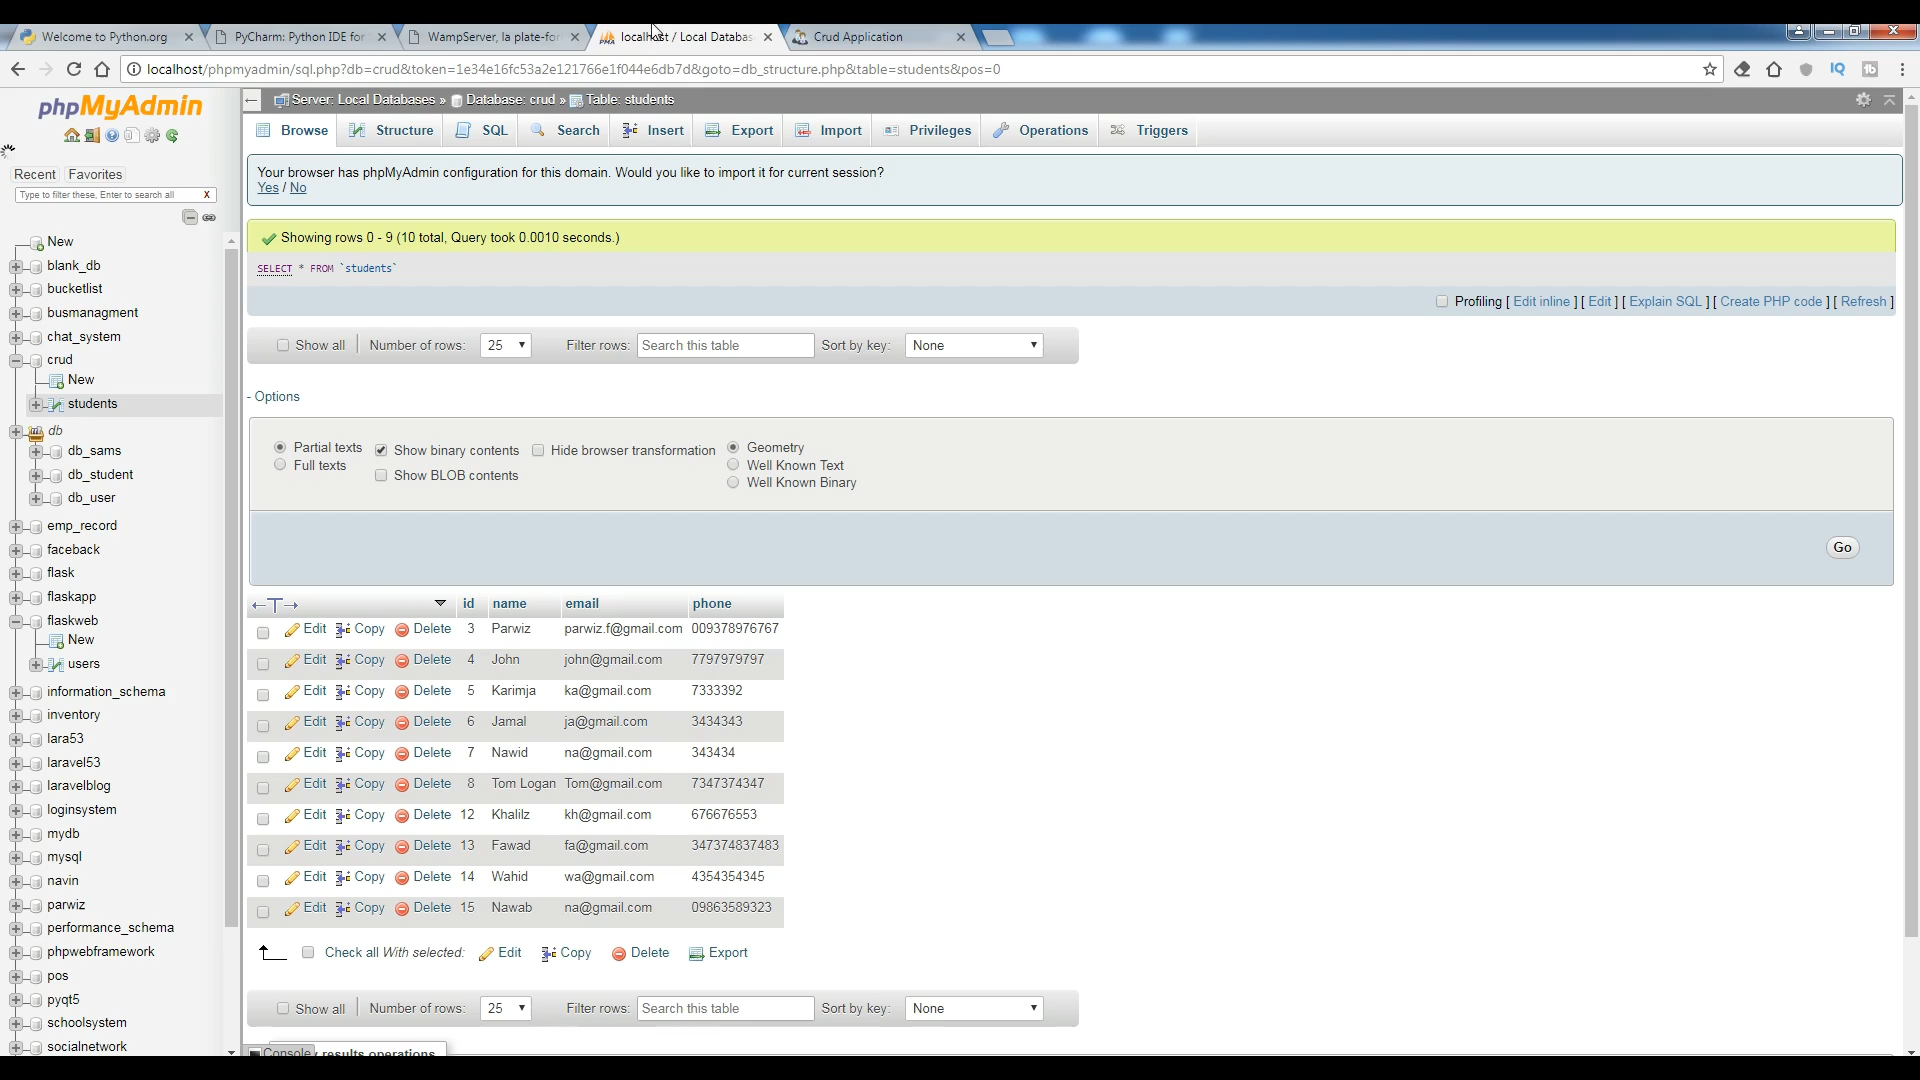 Welcome to Python.org
PyCharm: Python IDE for
WampServer, la plate-for
localhost / Local Databas
Crud Application
localhost/phpmyadmin/sql.php?db=crud&token=1e34e16fc53a2e121766e1f044e6db7d&goto=db_structure.php&table=students&pos=0
IQ
tb
phpMyAdmin
Recent Favorites
Type to filter these, Enter to search all X
New
blank_db
bucketlist
busmanagment
chat_system
crud
New
students
db
db_sams
db_student
db_user
emp_record
faceback
flask
flaskapp
flaskweb
New
users
information_schema
inventory
lara53
laravel53
laravelblog
loginsystem
mydb
mysql
navin
parwiz
performance_schema
phpwebframework
pos
pyqt5
schoolsystem
socialnetwork
Server: Local Databases » Database: crud » Table: students
Browse Structure SQL Search Insert Export Import Privileges Operations Triggers
Your browser has phpMyAdmin configuration for this domain. Would you like to import it for current session?
Yes / No
Showing rows 0 - 9 (10 total, Query took 0.0010 seconds.)
SELECT * FROM `students`
Profiling [ Edit inline ] [ Edit ] [ Explain SQL ] [ Create PHP code ] [ Refresh ]
Show all Number of rows: 25 Filter rows: Search this table Sort by key: None
- Options
Partial texts Show binary contents Hide browser transformation Geometry
Full texts Show BLOB contents Well Known Text
Well Known Binary
Go
←T→ id name email phone
Edit Copy Delete 3 Parwiz parwiz.f@gmail.com 009378976767
Edit Copy Delete 4 John john@gmail.com 7797979797
Edit Copy Delete 5 Karimja ka@gmail.com 7333392
Edit Copy Delete 6 Jamal ja@gmail.com 3434343
Edit Copy Delete 7 Nawid na@gmail.com 343434
Edit Copy Delete 8 Tom Logan Tom@gmail.com 7347374347
Edit Copy Delete 12 Khalilz kh@gmail.com 676676553
Edit Copy Delete 13 Fawad fa@gmail.com 347374837483
Edit Copy Delete 14 Wahid wa@gmail.com 4354354345
Edit Copy Delete 15 Nawab na@gmail.com 09863589323
Check all With selected: Edit Copy Delete Export
Show all Number of rows: 25 Filter rows: Search this table Sort by key: None
Console results operations